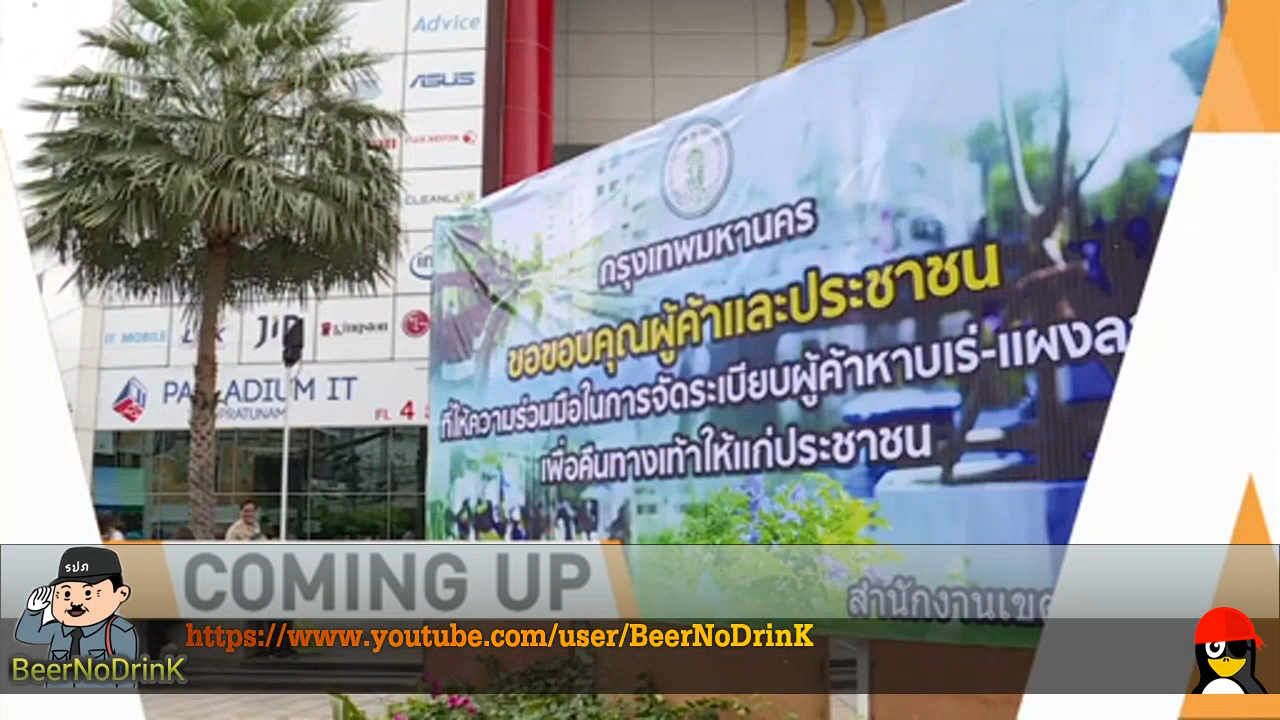 Advice
ASUS
CLEANLINE
IT MOBILE
JIB
Kingston
LG
PALLADIUM IT
PRATUNAM
FL 4
กรุงเทพมหานคร
ขอขอบคุณผู้ค้าและประชาชน
ที่ให้ความร่วมมือในการจัดระเบียบผู้ค้าหาบเร่-แผงล
เพื่อคืนทางเท้าให้แก่ประชาชน
สำนักงานเขต
COMING UP
รปภ
https://www.youtube.com/user/BeerNoDrinK
BeerNoDrinK